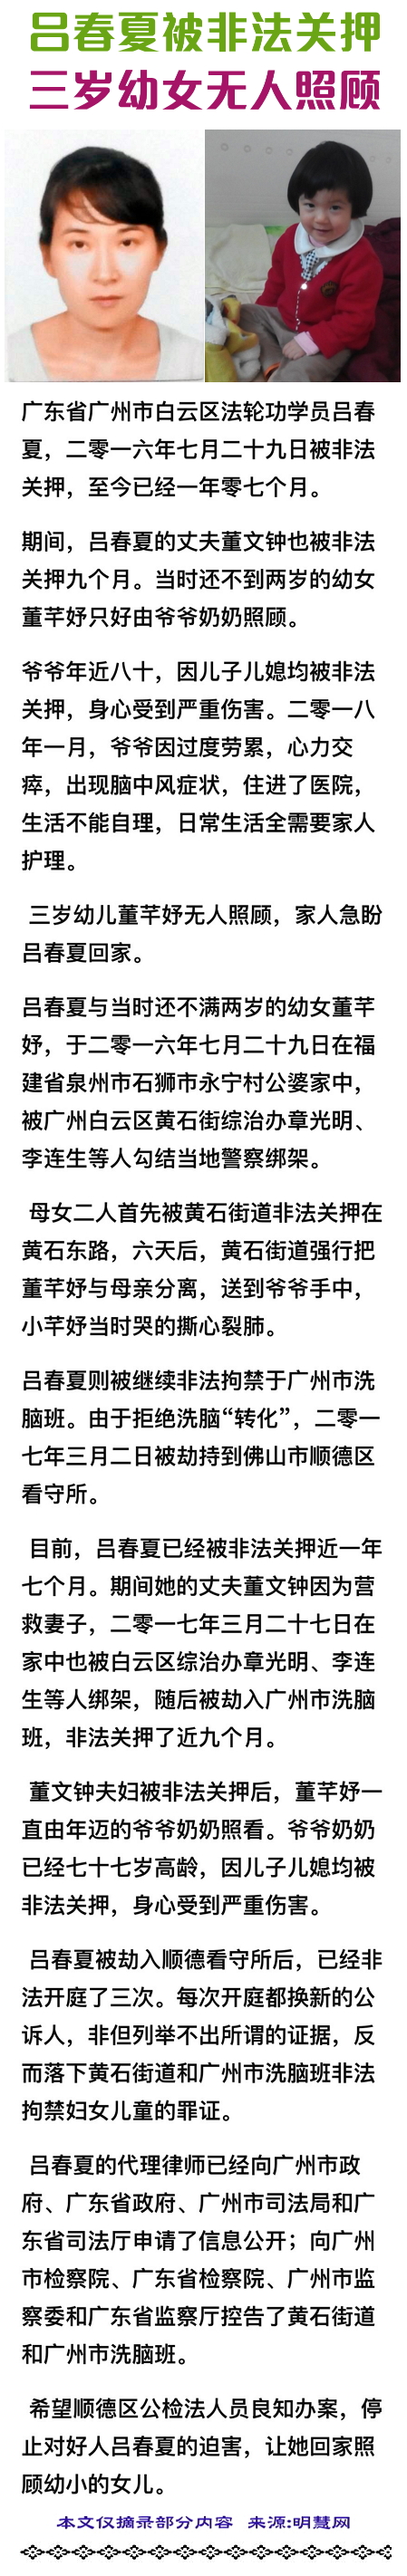 吕春夏被非法关押
三岁幼女无人照顾
广东省广州市白云区法轮功学员吕春
夏，二零一六年七月二十九日被非法
关押，至今已经一年零七个月。
期间，吕春夏的丈夫董文钟也被非法
关押九个月。当时还不到两岁的幼女
董芊妤只好由爷爷奶奶照顾。
爷爷年近八十，因儿子儿媳均被非法
关押，身心受到严重伤害。二零一八
年一月，爷爷因过度劳累，心力交
瘁，出现脑中风症状，住进了医院，
生活不能自理，日常生活全需要家人
护理。
三岁幼儿董芊妤无人照顾，家人急盼
吕春夏回家。
吕春夏与当时还不满两岁的幼女董芊
妤，于二零一六年七月二十九日在福
建省泉州市石狮市永宁村公婆家中，
被广州白云区黄石街综治办章光明、
李连生等人勾结当地警察绑架。
母女二人首先被黄石街道非法关押在
黄石东路，六天后，黄石街道强行把
董芊妤与母亲分离，送到爷爷手中，
小芊妤当时哭的撕心裂肺。
吕春夏则被继续非法拘禁于广州市洗
脑班。由于拒绝洗脑“转化”，二零一
七年三月二日被劫持到佛山市顺德区
看守所。
目前，吕春夏已经被非法关押近一年
七个月。期间她的丈夫董文钟因为营
救妻子，二零一七年三月二十七日在
家中也被白云区综治办章光明、李连
生等人绑架，随后被劫入广州市洗脑
班，非法关押了近九个月。
董文钟夫妇被非法关押后，董芊妤一
直由年迈的爷爷奶奶照看。爷爷奶奶
已经七十七岁高龄，因儿子儿媳均被
非法关押，身心受到严重伤害。
吕春夏被劫入顺德看守所后，已经非
法开庭了三次。每次开庭都换新的公
诉人，非但列举不出所谓的证据，反
而落下黄石街道和广州市洗脑班非法
拘禁妇女儿童的罪证。
吕春夏的代理律师已经向广州市政
府、广东省政府、广州市司法局和广
东省司法厅申请了信息公开；向广州
市检察院、广东省检察院、广州市监
察委和广东省监察厅控告了黄石街道
和广州市洗脑班。
希望顺德区公检法人员良知办案，停
止对好人吕春夏的迫害，让她回家照
顾幼小的女儿。
本文仅摘录部分内容 来源:明慧网